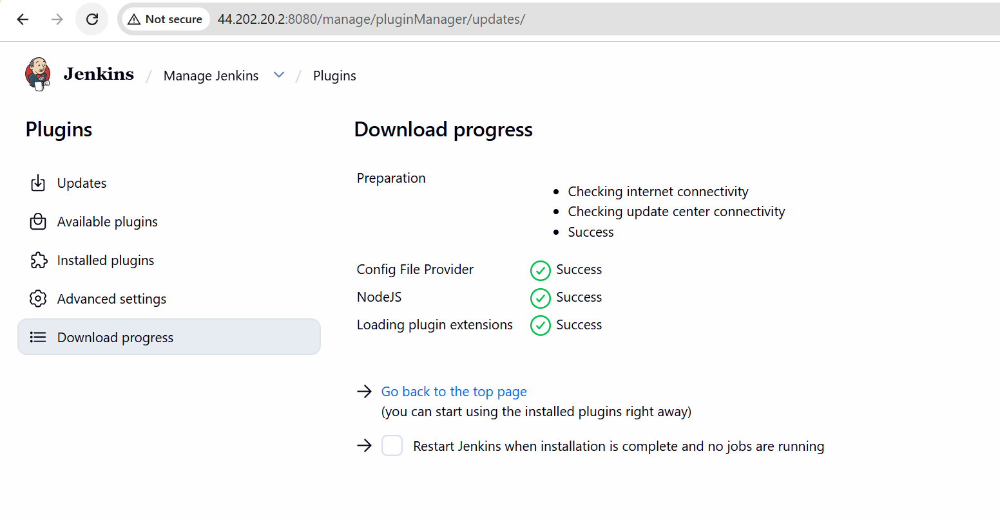 Not secure
44.202.20.2:8080/manage/pluginManager/updates/
Jenkins / Manage Jenkins / Plugins
Plugins
Updates
Available plugins
Installed plugins
Advanced settings
Download progress
Download progress
Preparation
Checking internet connectivity
Checking update center connectivity
Success
Config File Provider Success
NodeJS Success
Loading plugin extensions Success
Go back to the top page
(you can start using the installed plugins right away)
Restart Jenkins when installation is complete and no jobs are running